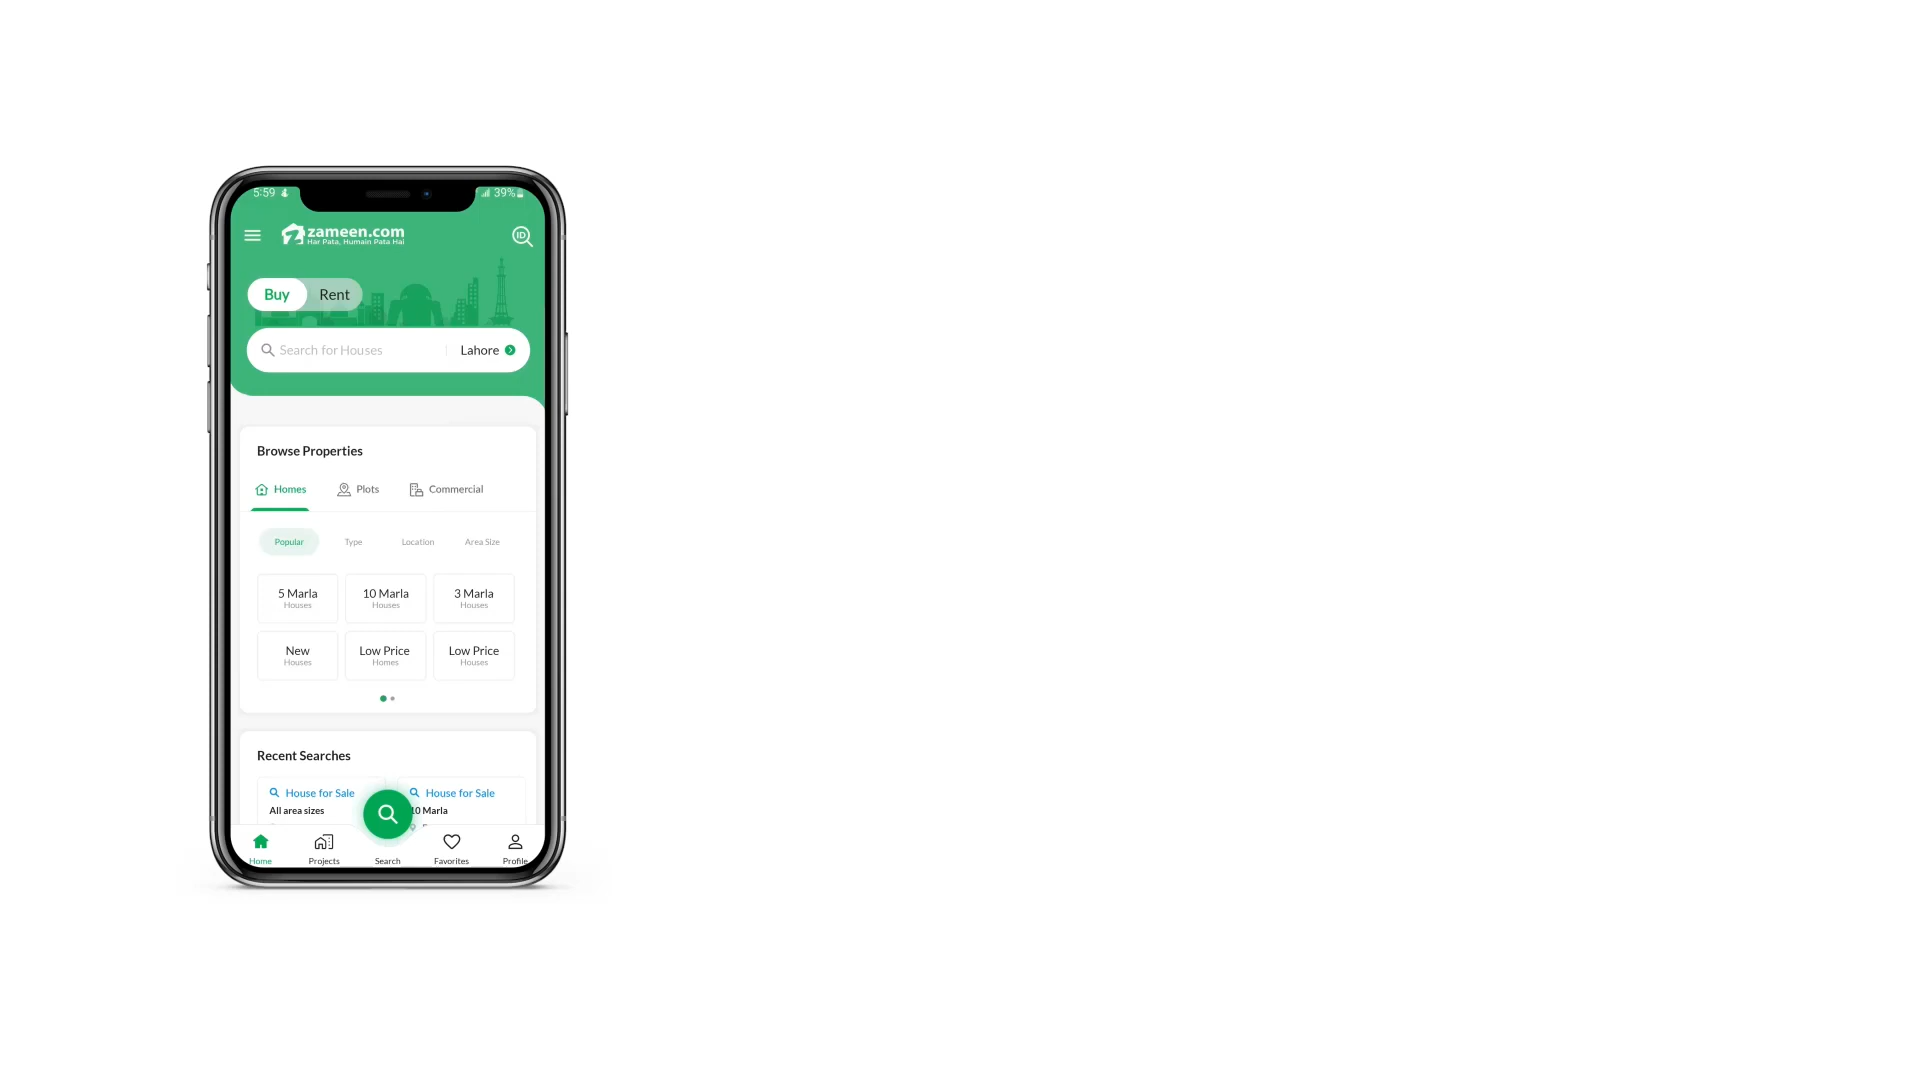 5:59
39%
zameen.com
Har Pata, Humain Pata Hai
ID
Buy
Rent
Search for Houses
Lahore
Browse Properties
Homes
Plots
Commercial
Popular
Type
Location
Area Size
5 Marla
Houses
10 Marla
Houses
3 Marla
Houses
New
Houses
Low Price
Homes
Low Price
Houses
Recent Searches
House for Sale
All area sizes
House for Sale
10 Marla
Home
Projects
Search
Favorites
Profile